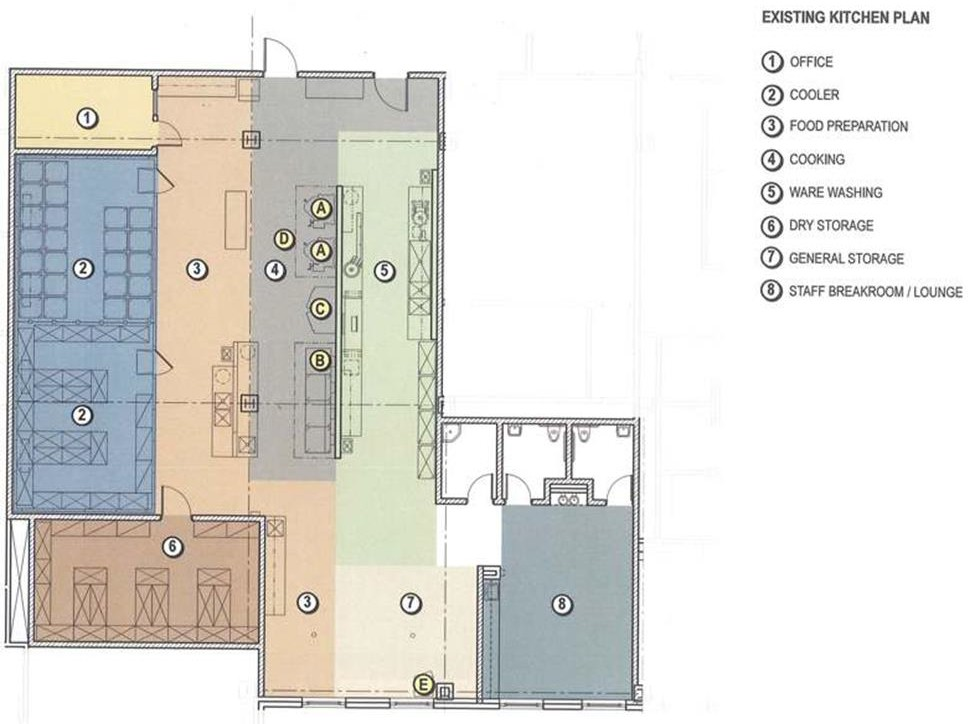 EXISTING KITCHEN PLAN
1 OFFICE
2 COOLER
3 FOOD PREPARATION
4 COOKING
5 WARE WASHING
6 DRY STORAGE
7 GENERAL STORAGE
8 STAFF BREAKROOM / LOUNGE
1
A
D
A
2
3
4
5
C
B
2
6
3
7
8
E